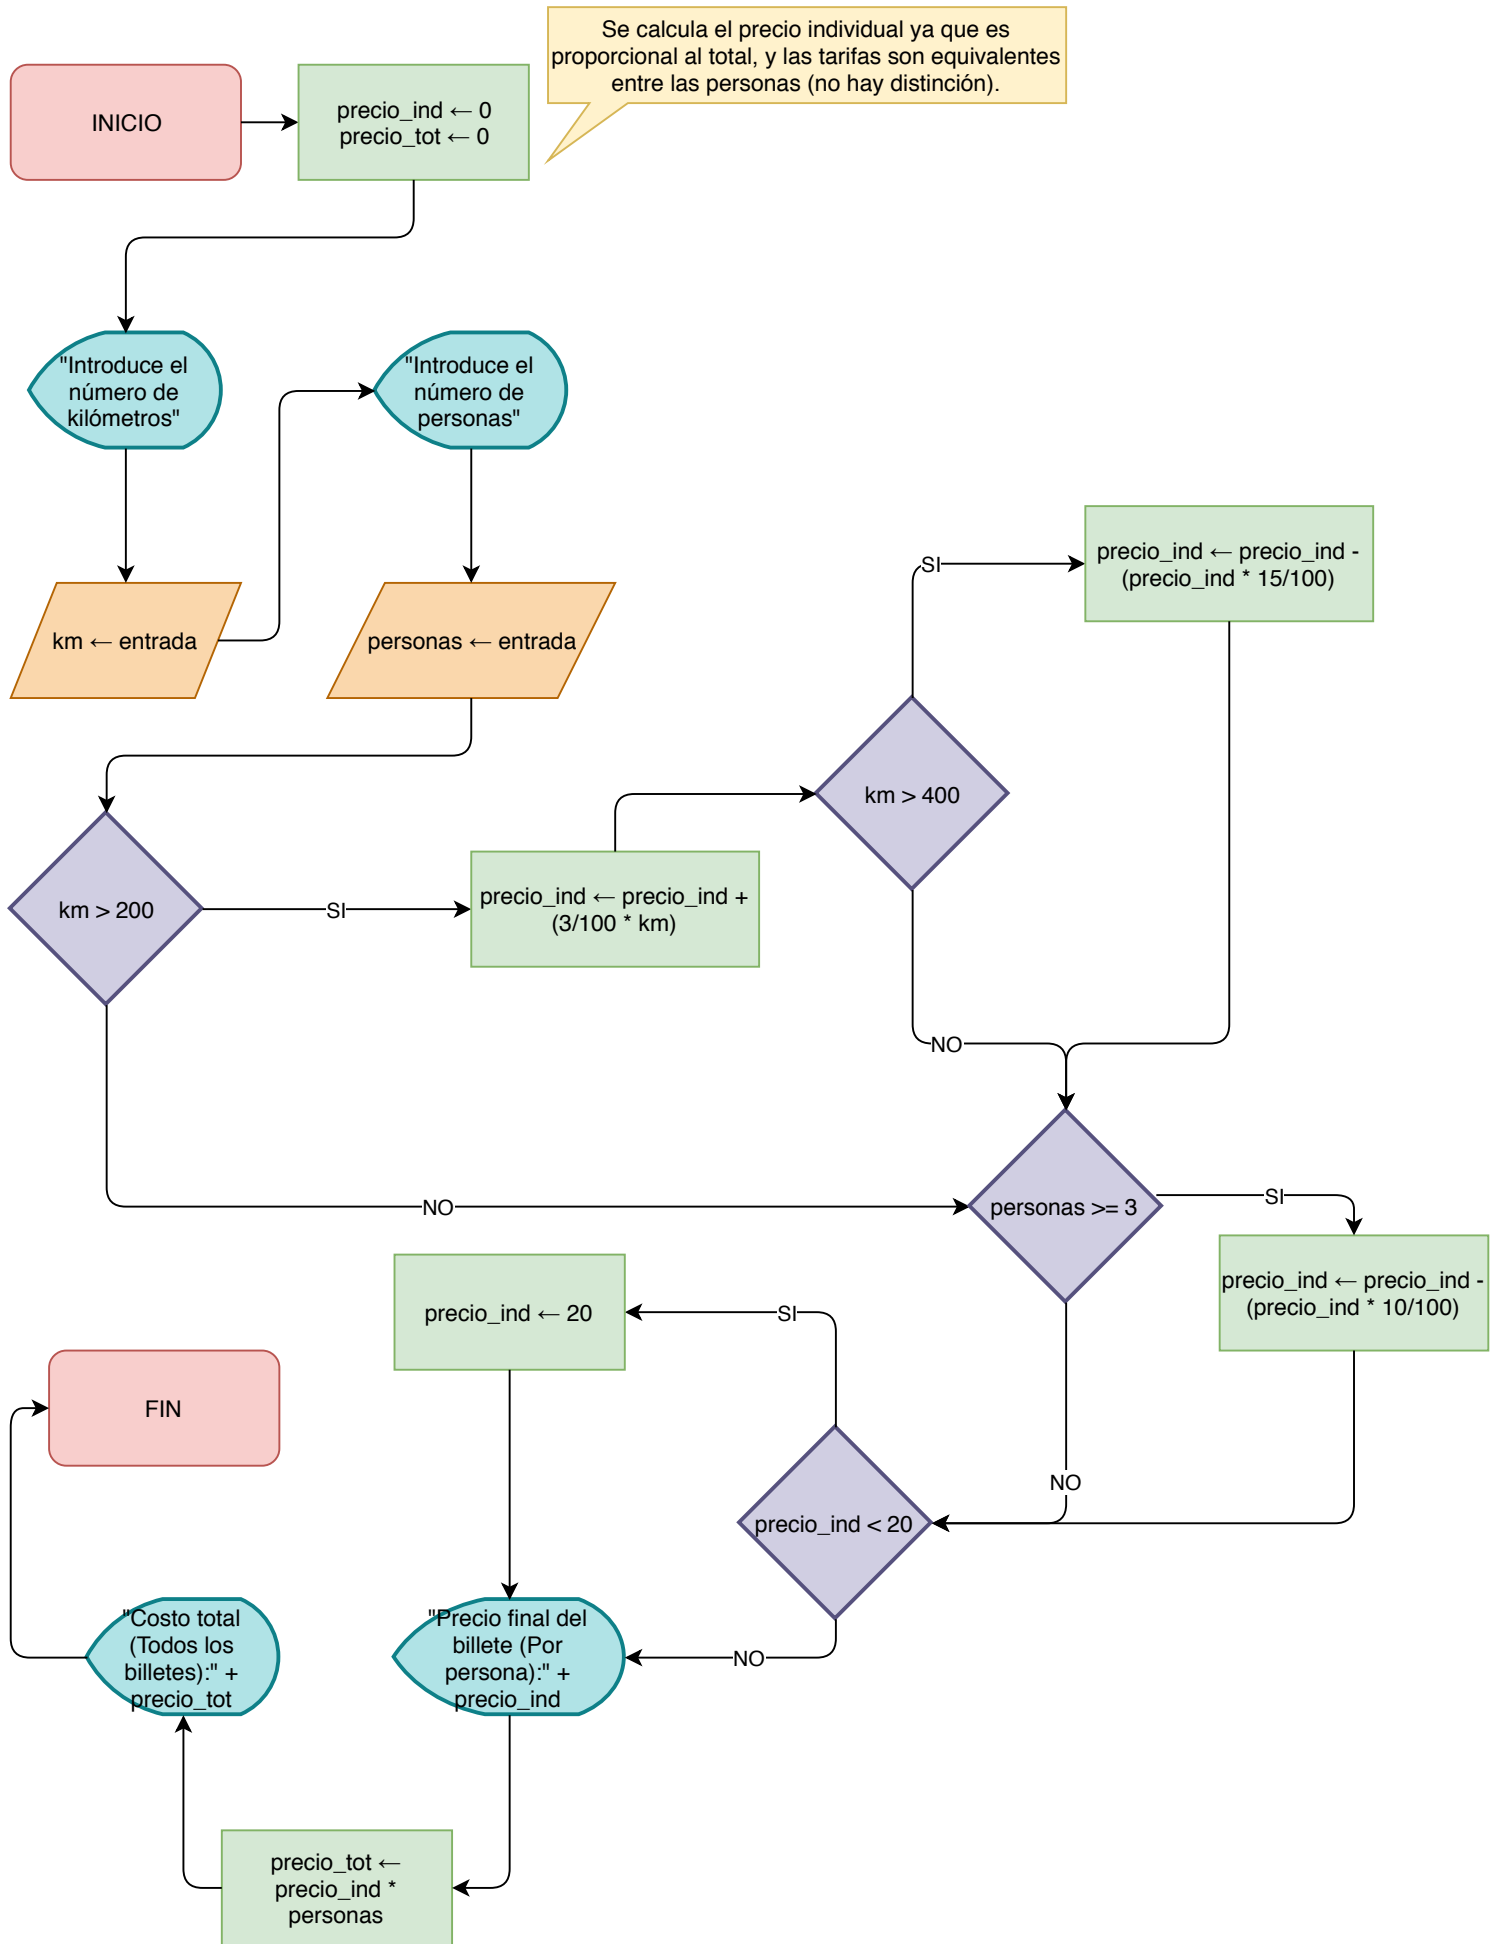 Se calcula el precio individual ya que es
proporcional al total, y las tarifas son equivalentes
entre las personas (no hay distinción).
INICIO
precio_ind ← 0
precio_tot ← 0
"Introduce el
número de
kilómetros"
"Introduce el
número de
personas"
km ← entrada
personas ← entrada
SI
precio_ind ← precio_ind -
(precio_ind * 15/100)
km > 400
km > 200
SI
precio_ind ← precio_ind +
(3/100 * km)
NO
NO
personas >= 3
SI
precio_ind ← precio_ind -
(precio_ind * 10/100)
precio_ind ← 20
SI
FIN
NO
precio_ind < 20
"Costo total
(Todos los
billetes):" +
precio_tot
"Precio final del
billete (Por
persona):" +
precio_ind
NO
precio_tot ←
precio_ind *
personas